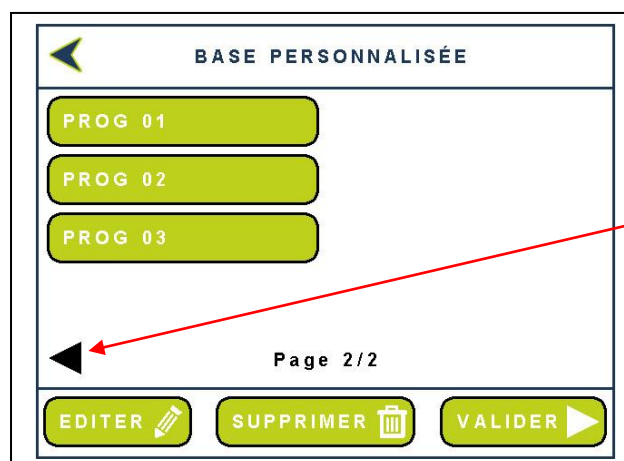 BASE PERSONNALISÉE
PROG 01
PROG 02
PROG 03
Page 2/2
EDITER SUPPRIMER VALIDER